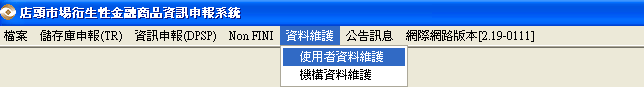 店頭市場衍生性金融商品資訊申報系統
檔案 儲存庫申報(TR) 資訊申報(DPSP) Non FINI 資料維護 公告訊息 網際網路版本[2.19-0111]
使用者資料維護
機構資料維護